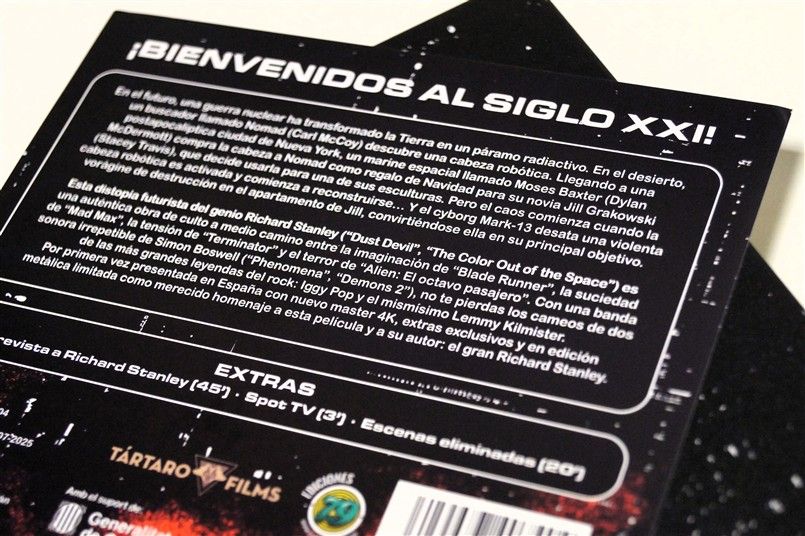 ¡BIENVENIDOS AL SIGLO XXI!
En el futuro, una guerra nuclear ha transformado la Tierra en un páramo radiactivo. En el desierto,
un buscador llamado Nomad (Carl McCoy) descubre una cabeza robótica. Llegando a una
postapocalíptica ciudad de Nueva York, un marine espacial llamado Moses Baxter (Dylan
McDermott) compra la cabeza a Nomad como regalo de Navidad para su novia Jill Grakowski
(Stacey Travis), que decide usarla para una de sus esculturas. Pero el caos comienza cuando la
cabeza robótica es activada y comienza a reconstruirse... Y el cyborg Mark-13 desata una violenta
vorágine de destrucción en el apartamento de Jill, convirtiéndose ella en su principal objetivo.
Esta distopía futurista del genio Richard Stanley (“Dust Devil”, “The Color Out of the Space”) es
una auténtica obra de culto a medio camino entre la imaginación de “Blade Runner”, la suciedad
de “Mad Max”, la tensión de “Terminator” y el terror de “Alien: El octavo pasajero”. Con una banda
sonora irrepetible de Simon Boswell (“Phenomena”, “Demons 2”), no te pierdas los cameos de dos
de las más grandes leyendas del rock: Iggy Pop y el mismísimo Lemmy Kilmister.
Por primera vez presentada en España con nuevo master 4K, extras exclusivos y en edición
metálica limitada como merecido homenaje a esta película y a su autor: el gran Richard Stanley.
EXTRAS
a Richard Stanley (45') · Spot TV (3') · Escenas eliminadas (20')
2025
TÁRTARO FILMS
EDICIONES
79
Amb el suport de: